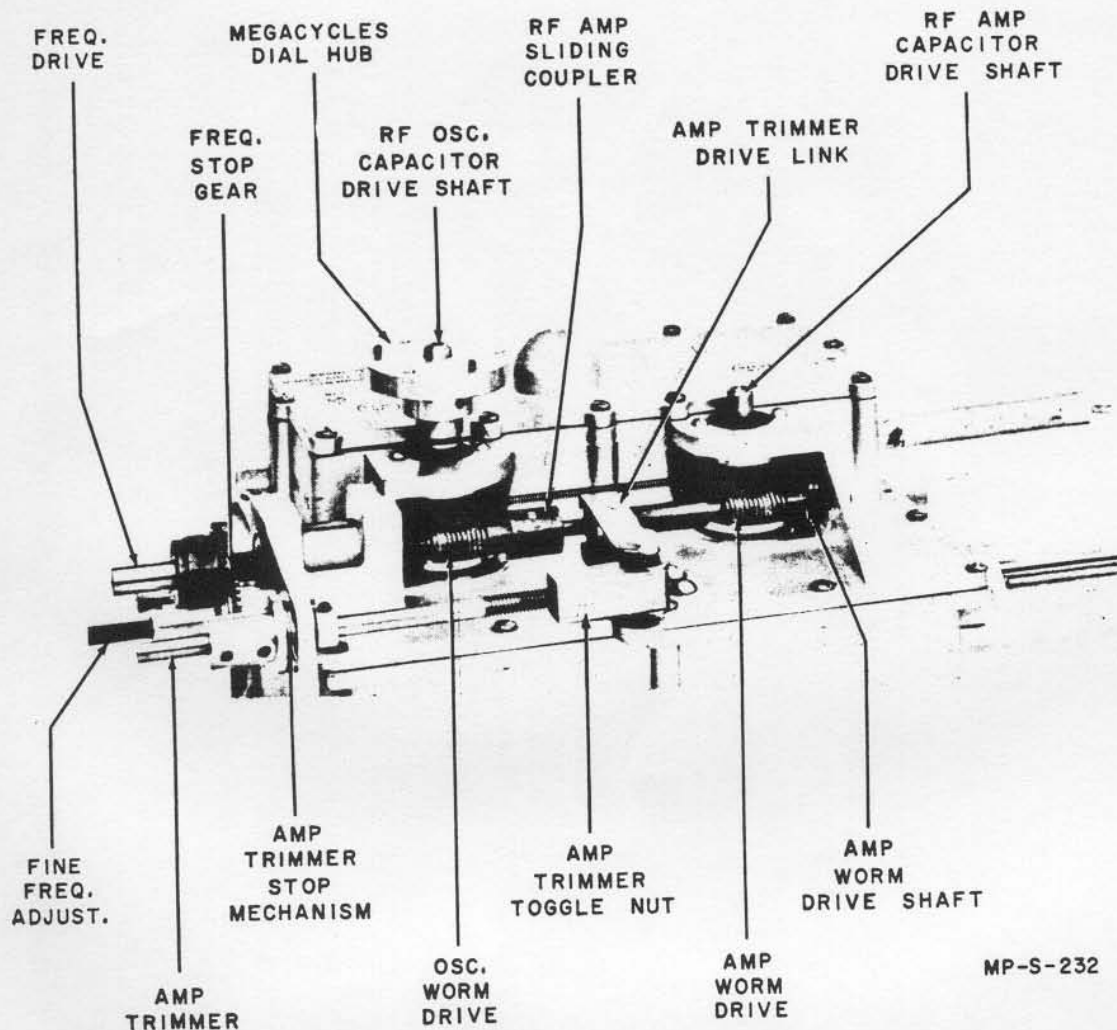 FREQ.
DRIVE
MEGACYCLES
DIAL HUB
RF AMP
SLIDING
COUPLER
RF AMP
CAPACITOR
DRIVE SHAFT
FREQ.
STOP
GEAR
RF OSC.
CAPACITOR
DRIVE SHAFT
AMP TRIMMER
DRIVE LINK
FINE
FREQ.
ADJUST.
AMP
TRIMMER
STOP
MECHANISM
AMP
TRIMMER
TOGGLE NUT
AMP
WORM
DRIVE SHAFT
AMP
TRIMMER
OSC.
WORM
DRIVE
AMP
WORM
DRIVE
MP-S-232